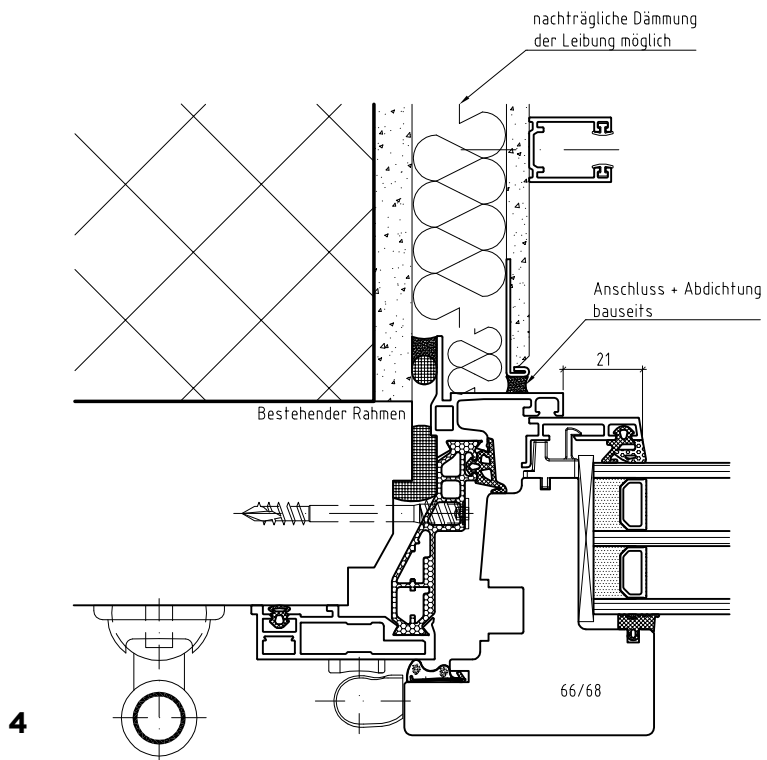 nachträgliche Dämmung
der Leibung möglich
Anschluss + Abdichtung
bauseits
21
Bestehender Rahmen
66/68
4